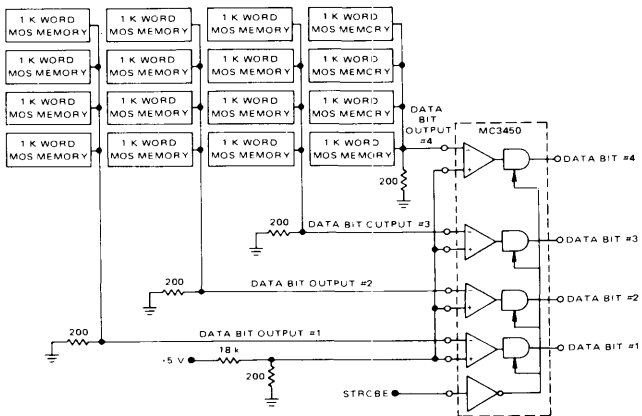 1 K WORD
MOS MEMORY
1 K WORD
MOS MEMORY
1 K WORD
MOS MEMORY
1 K WORD
MOS MEMORY
1 K WORD
MOS MEMORY
1 K WORD
MOS MEMORY
1 K WORD
MOS MEMORY
1 K WORD
MOS MEMORY
1 K WORD
MOS MEMORY
1 K WORD
MOS MEMORY
1 K WORD
MOS MEMORY
1 K WORD
MOS MEMORY
1 K WORD
MOS MEMORY
1 K WORD
MOS MEMORY
1 K WORD
MOS MEMORY
1 K WORD
MOS MEMORY
DATA
BIT
OUTPUT
#4
MC3450
DATA BIT #4
200
200
DATA BIT OUTPUT #3
DATA BIT #3
200
DATA BIT OUTPUT #2
DATA BIT #2
200
DATA BIT OUTPUT #1
DATA BIT #1
+5 V
18 k
200
STROBE